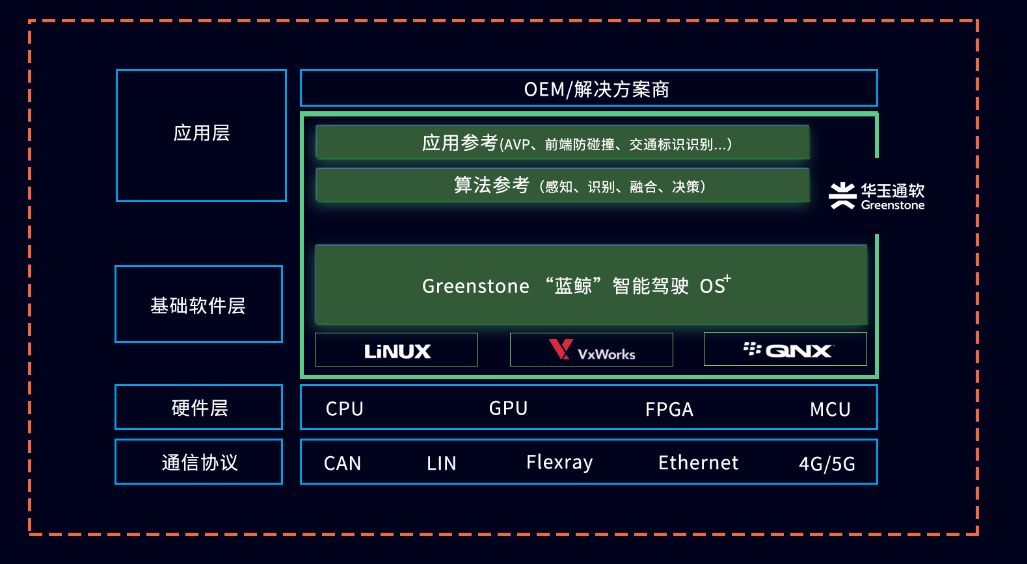 应用层
OEM/解决方案商
应用参考(AVP、前端防碰撞、交通标识识别...)
算法参考（感知、识别、融合、决策）
华玉通软
Greenstone
基础软件层
Greenstone “蓝鲸”智能驾驶 OS+
LiNUX
VxWorks
QNX
硬件层
CPU GPU FPGA MCU
通信协议
CAN LIN Flexray Ethernet 4G/5G